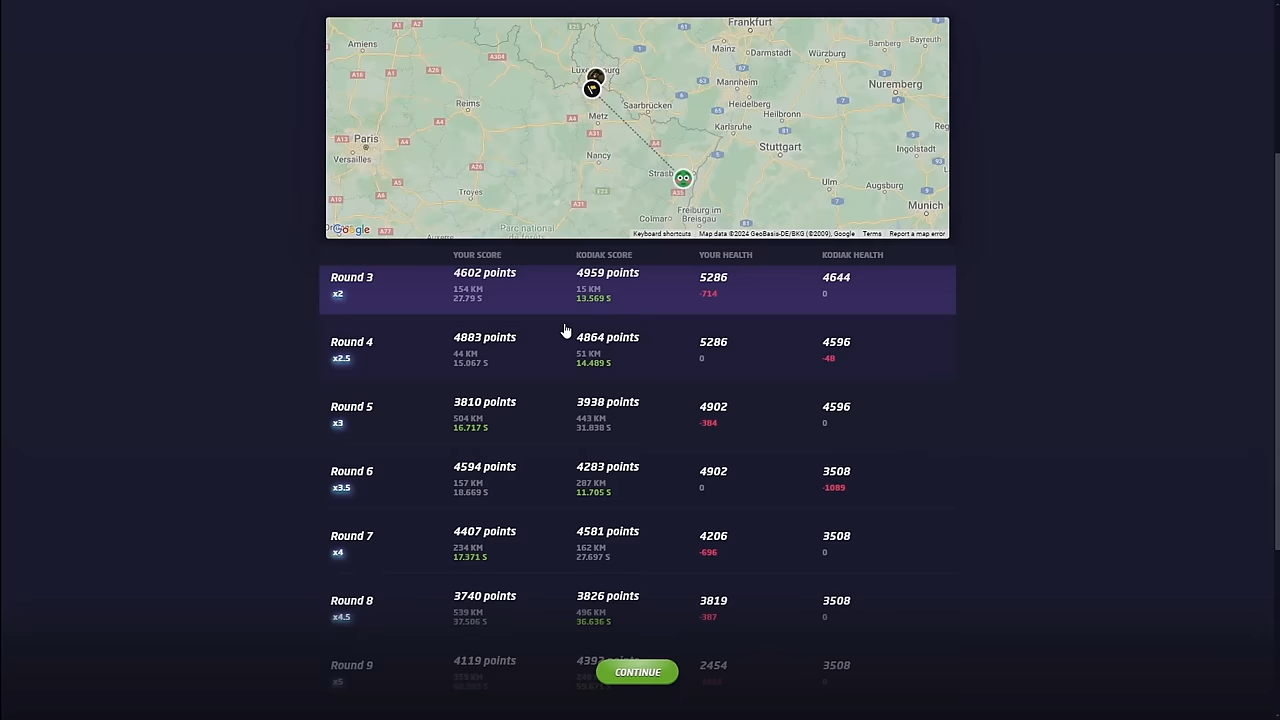 Frankfurt
Amiens
Luxembourg
Mainz
Darmstadt
Würzburg
Bamberg
Bayreuth
Mannheim
Nuremberg
Reims
Saarbrücken
Heidelberg
Heilbronn
Metz
Karlsruhe
Paris
Versailles
Nancy
Stuttgart
Ingolstadt
Troyes
Ulm
Augsburg
Munich
Colmar
Freiburg im
Breisgau
Parc national
de forêts
Google
Keyboard shortcuts Map data ©2024 GeoBasis-DE/BKG (©2009), Google Terms Report a map error
YOUR SCORE KODIAK SCORE YOUR HEALTH KODIAK HEALTH
Round 3 4602 points 4959 points 5286 4644
x2 154 KM 15 KM -714 0
27.79 S 13.569 S
Round 4 4883 points 4864 points 5286 4596
x2.5 44 KM 51 KM 0 -48
15.067 S 14.489 S
Round 5 3810 points 3938 points 4902 4596
x3 504 KM 443 KM -384 0
16.717 S 31.838 S
Round 6 4594 points 4283 points 4902 3508
x3.5 157 KM 287 KM 0 -1089
18.669 S 11.705 S
Round 7 4407 points 4581 points 4206 3508
x4 234 KM 162 KM -696 0
17.371 S 27.697 S
Round 8 3740 points 3826 points 3819 3508
x4.5 539 KM 496 KM -387 0
37.506 S 36.636 S
Round 9 4119 points 2454 3508
x5 0
CONTINUE